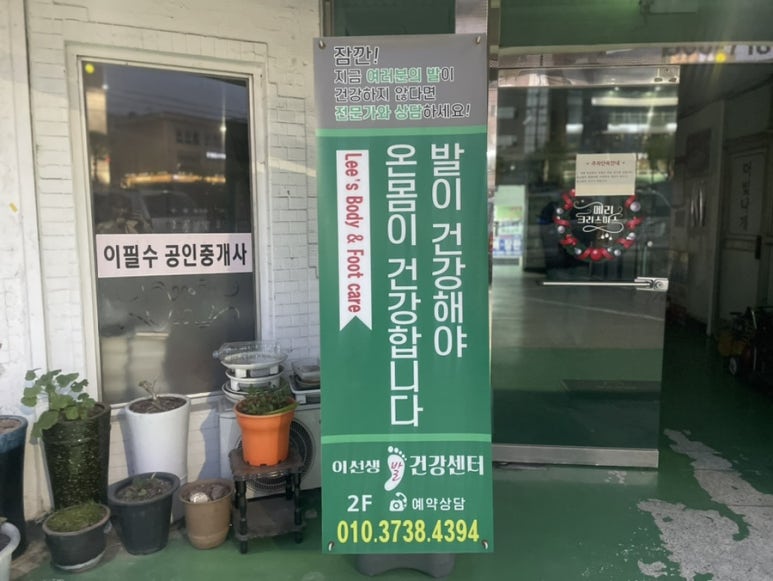 잠깐!
지금 여러분의 발이
건강하지 않다면
전문가와 상담하세요!
발이 건강해야
온몸이 건강합니다
Lee's Body & Foot care
이선생 발 건강센터
2F 예약상담
010.3738.4394
이필수 공인중개사
메리
크리스마스